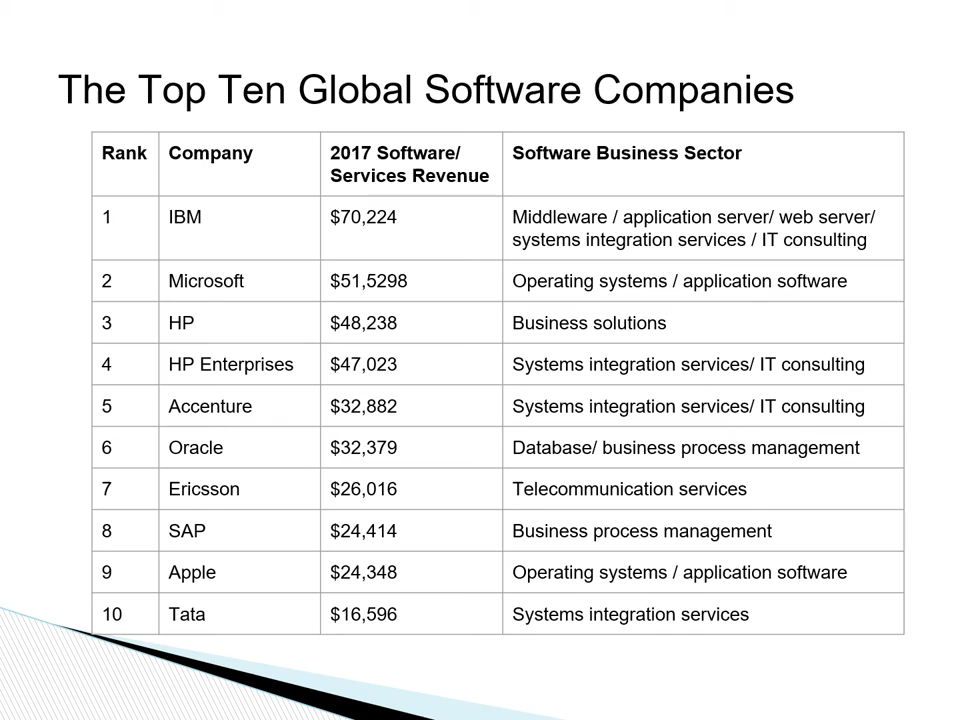 The Top Ten Global Software Companies
Rank Company 2017 Software/ Services Revenue Software Business Sector
1 IBM $70,224 Middleware / application server/ web server/ systems integration services / IT consulting
2 Microsoft $51,5298 Operating systems / application software
3 HP $48,238 Business solutions
4 HP Enterprises $47,023 Systems integration services/ IT consulting
5 Accenture $32,882 Systems integration services/ IT consulting
6 Oracle $32,379 Database/ business process management
7 Ericsson $26,016 Telecommunication services
8 SAP $24,414 Business process management
9 Apple $24,348 Operating systems / application software
10 Tata $16,596 Systems integration services